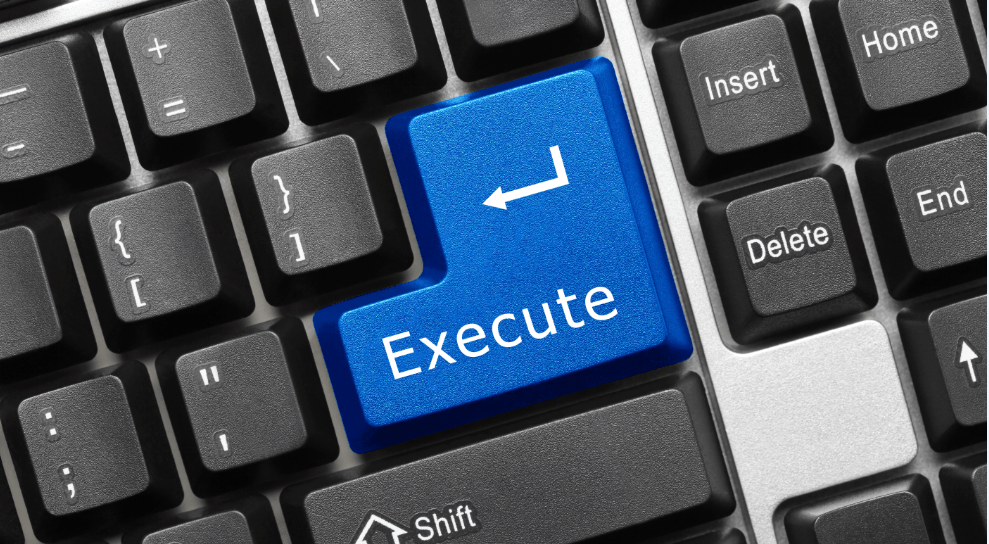 +
=
\
Insert
Home
—
-
{
[
}
]
Execute
Delete
End
:
;
"
'
Shift